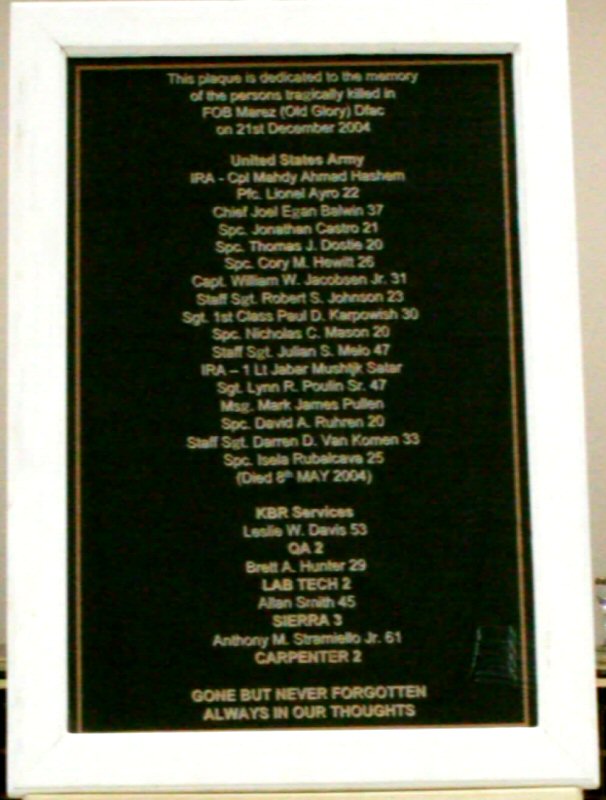 This plaque is dedicated to the memory
of the persons tragically killed in
FOB Marez (Old Glory) Dfac
on 21st December 2004
United States Army
IRA - Cpl Mahdy Ahmad Hashem
Pfc. Lionel Ayro 22
Chief Joel Egan Balwin 37
Spc. Jonathan Castro 21
Spc. Thomas J. Dostie 20
Spc. Cory M. Hewitt 26
Capt. William W. Jacobsen Jr. 31
Staff Sgt. Robert S. Johnson 23
Sgt. 1st Class Paul D. Karpowish 30
Spc. Nicholas C. Mason 20
Staff Sgt. Julian S. Melo 47
IRA – 1 Lt Jabar Mushtjk Satar
Sgt. Lynn R. Poulin Sr. 47
Msg. Mark James Pullen
Spc. David A. Ruhren 20
Staff Sgt. Darren D. Van Komen 33
Spc. Isela Rubalcava 25
(Died 8th MAY 2004)
KBR Services
Leslie W. Davis 53
QA 2
Brett A. Hunter 29
LAB TECH 2
Allan Smith 45
SIERRA 3
Anthony M. Stramiello Jr. 61
CARPENTER 2
GONE BUT NEVER FORGOTTEN
ALWAYS IN OUR THOUGHTS